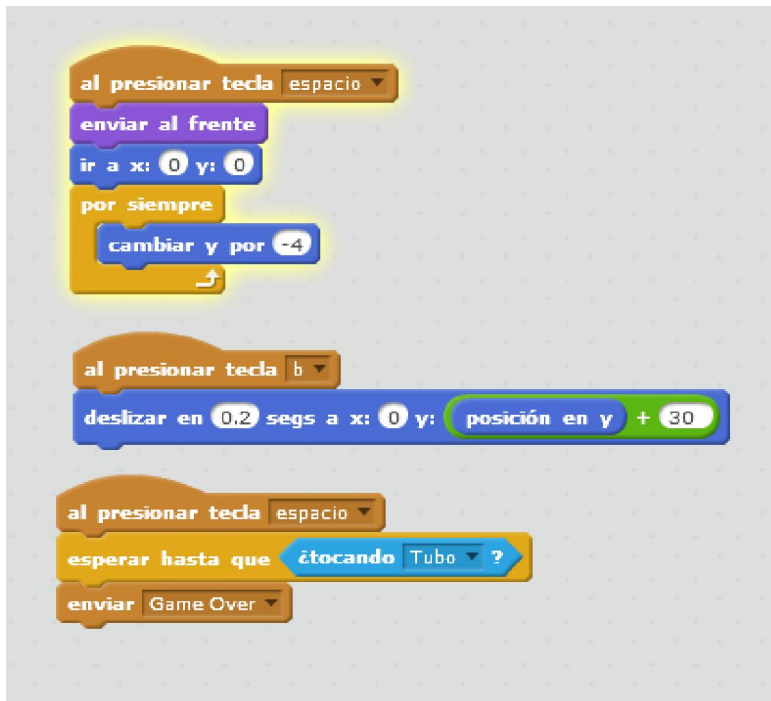 al presionar tecla espacio
enviar al frente
ir a x: 0 y: 0
por siempre
cambiar y por -4
al presionar tecla b
deslizar en 0.2 segs a x: 0 y: posición en y + 30
al presionar tecla espacio
esperar hasta que ¿tocando Tubo ?
enviar Game Over